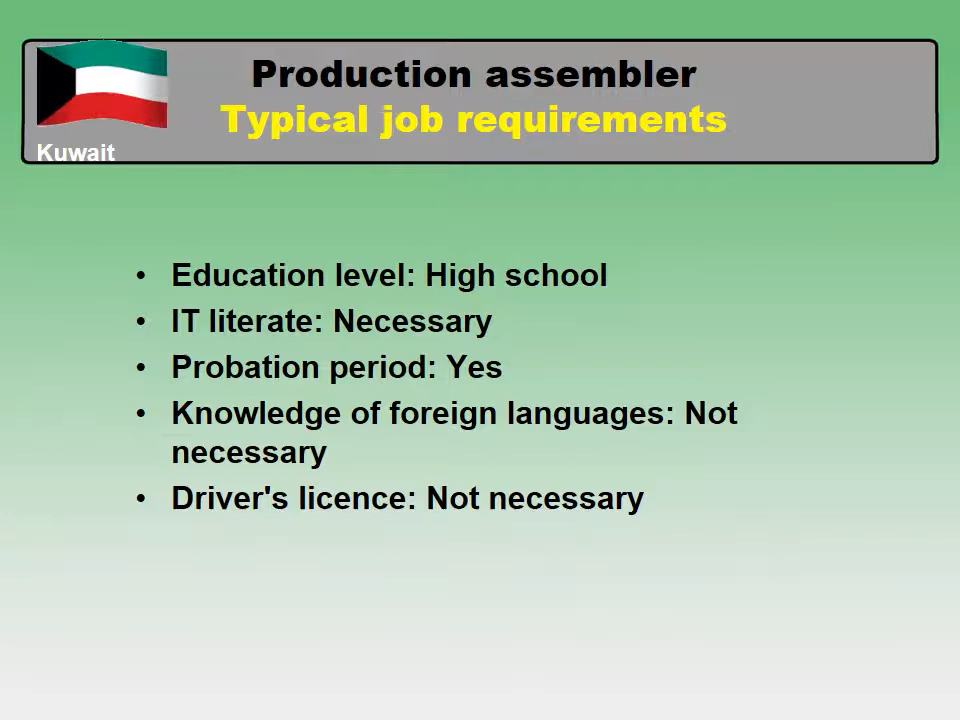 Production assembler
Typical job requirements
Kuwait
• Education level: High school
• IT literate: Necessary
• Probation period: Yes
• Knowledge of foreign languages: Not
necessary
• Driver's licence: Not necessary